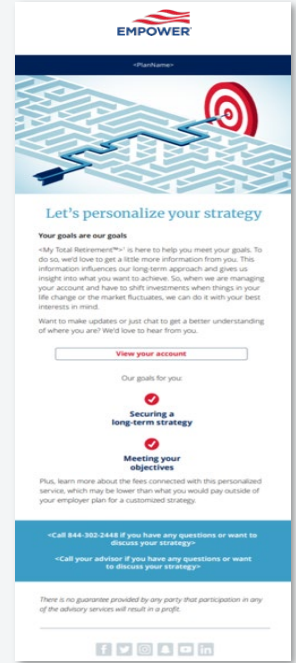 EMPOWER
<PlanName>
Let's personalize your strategy
Your goals are our goals
<My Total Retirement™>¹ is here to help you meet your goals. To
do so, we'd love to get a little more information from you. This
information influences our long-term approach and gives us
insight into what you want to achieve. So, when we are managing
your account and have to shift investments when things in your
life change or the market fluctuates, we can do it with your best
interests in mind.
Want to make updates or just chat to get a better understanding
of where you are? We'd love to hear from you.
View your account
Our goals for you:
Securing a
long-term strategy
Meeting your
objectives
Plus, learn more about the fees connected with this personalized
service, which may be lower than what you would pay outside of
your employer plan for a customized strategy.
<Call 844-302-2448 if you have any questions or want to
discuss your strategy>
<Call your advisor if you have any questions or want
to discuss your strategy>
There is no guarantee provided by any party that participation in any
of the advisory services will result in a profit.